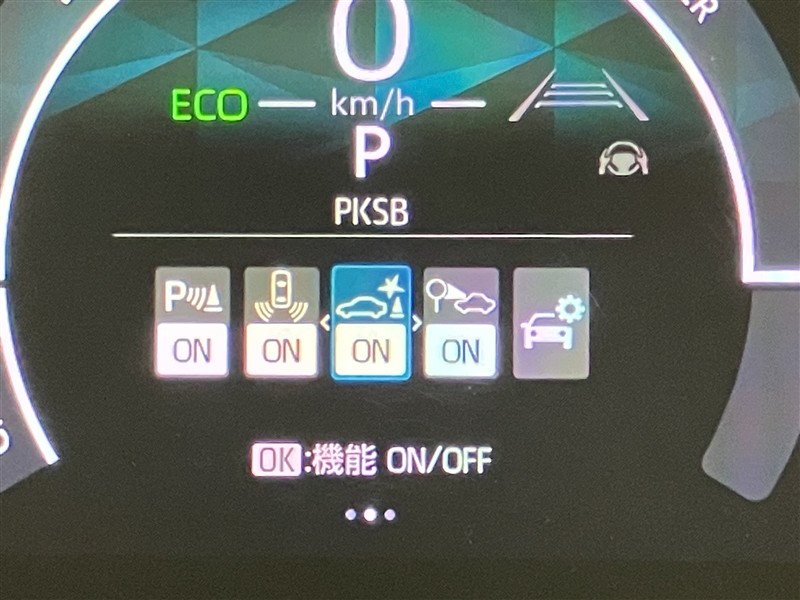 0
ECO
km/h
P
PKSB
P
ON ON ON ON
OK:機能 ON/OFF